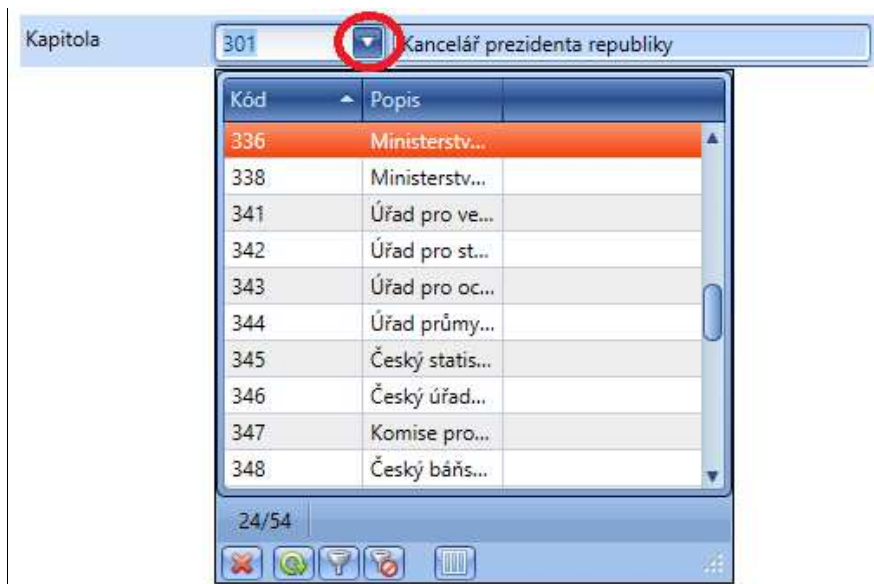 Kapitola 301 Kancelář prezidenta republiky
Kód Popis
336 Ministerstv...
338 Ministerstv...
341 Úřad pro ve...
342 Úřad pro st...
343 Úřad pro oc...
344 Úřad průmy...
345 Český statis...
346 Český úřad...
347 Komise pro...
348 Český báňs...
24/54